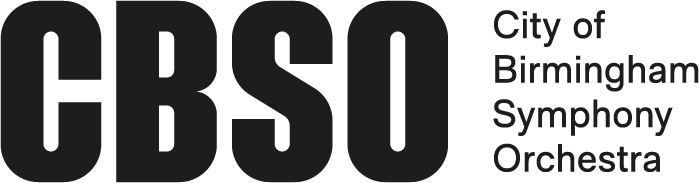 CBSO
City of
Birmingham
Symphony
Orchestra